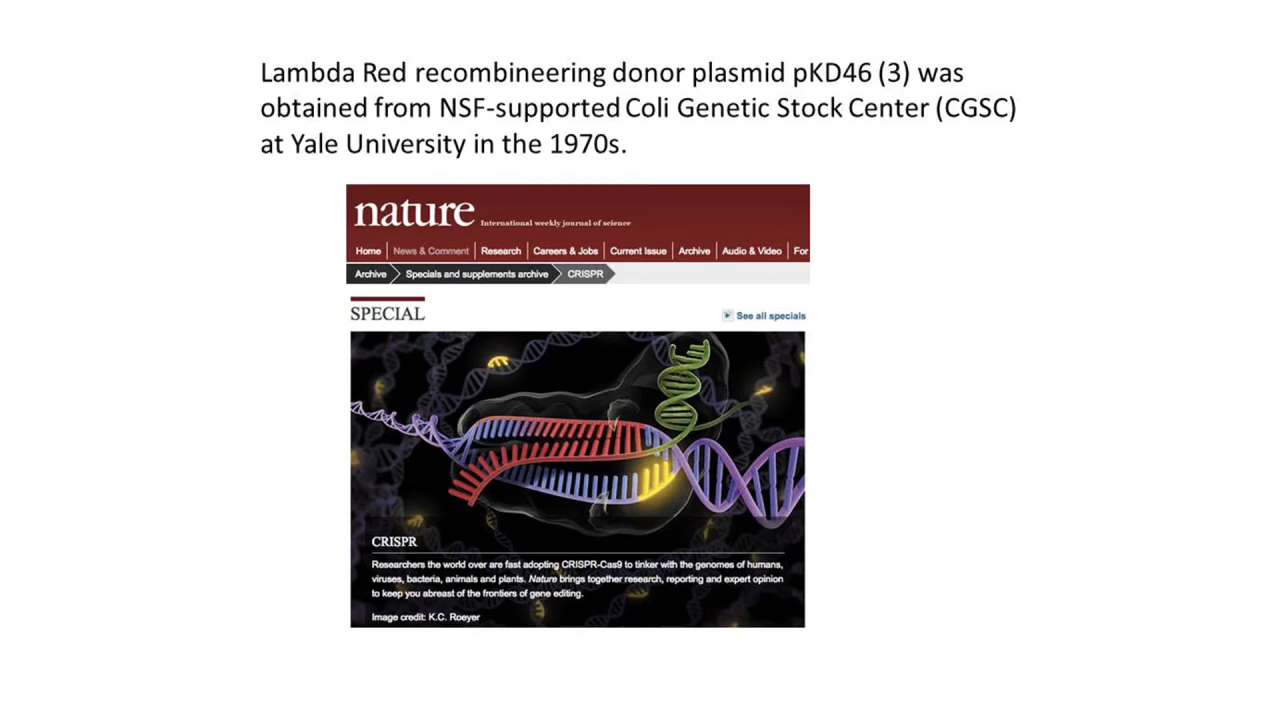 Lambda Red recombineering donor plasmid pKD46 (3) was
obtained from NSF-supported Coli Genetic Stock Center (CGSC)
at Yale University in the 1970s.
nature International weekly journal of science
Home News & Comment Research Careers & Jobs Current Issue Archive Audio & Video For
Archive Specials and supplements archive CRISPR
SPECIAL
See all specials
CRISPR
Researchers the world over are fast adopting CRISPR-Cas9 to tinker with the genomes of humans,
viruses, bacteria, animals and plants. Nature brings together research, reporting and expert opinion
to keep you abreast of the frontiers of gene editing.
Image credit: K.C. Roeyer